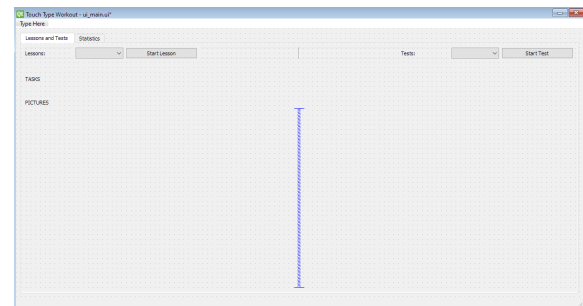 Touch Type Workout - ui_main.ui*
Type Here
Lessons and Tests Statistics
Lessons: Start Lesson Tests: Start Test
TASKS
PICTURES